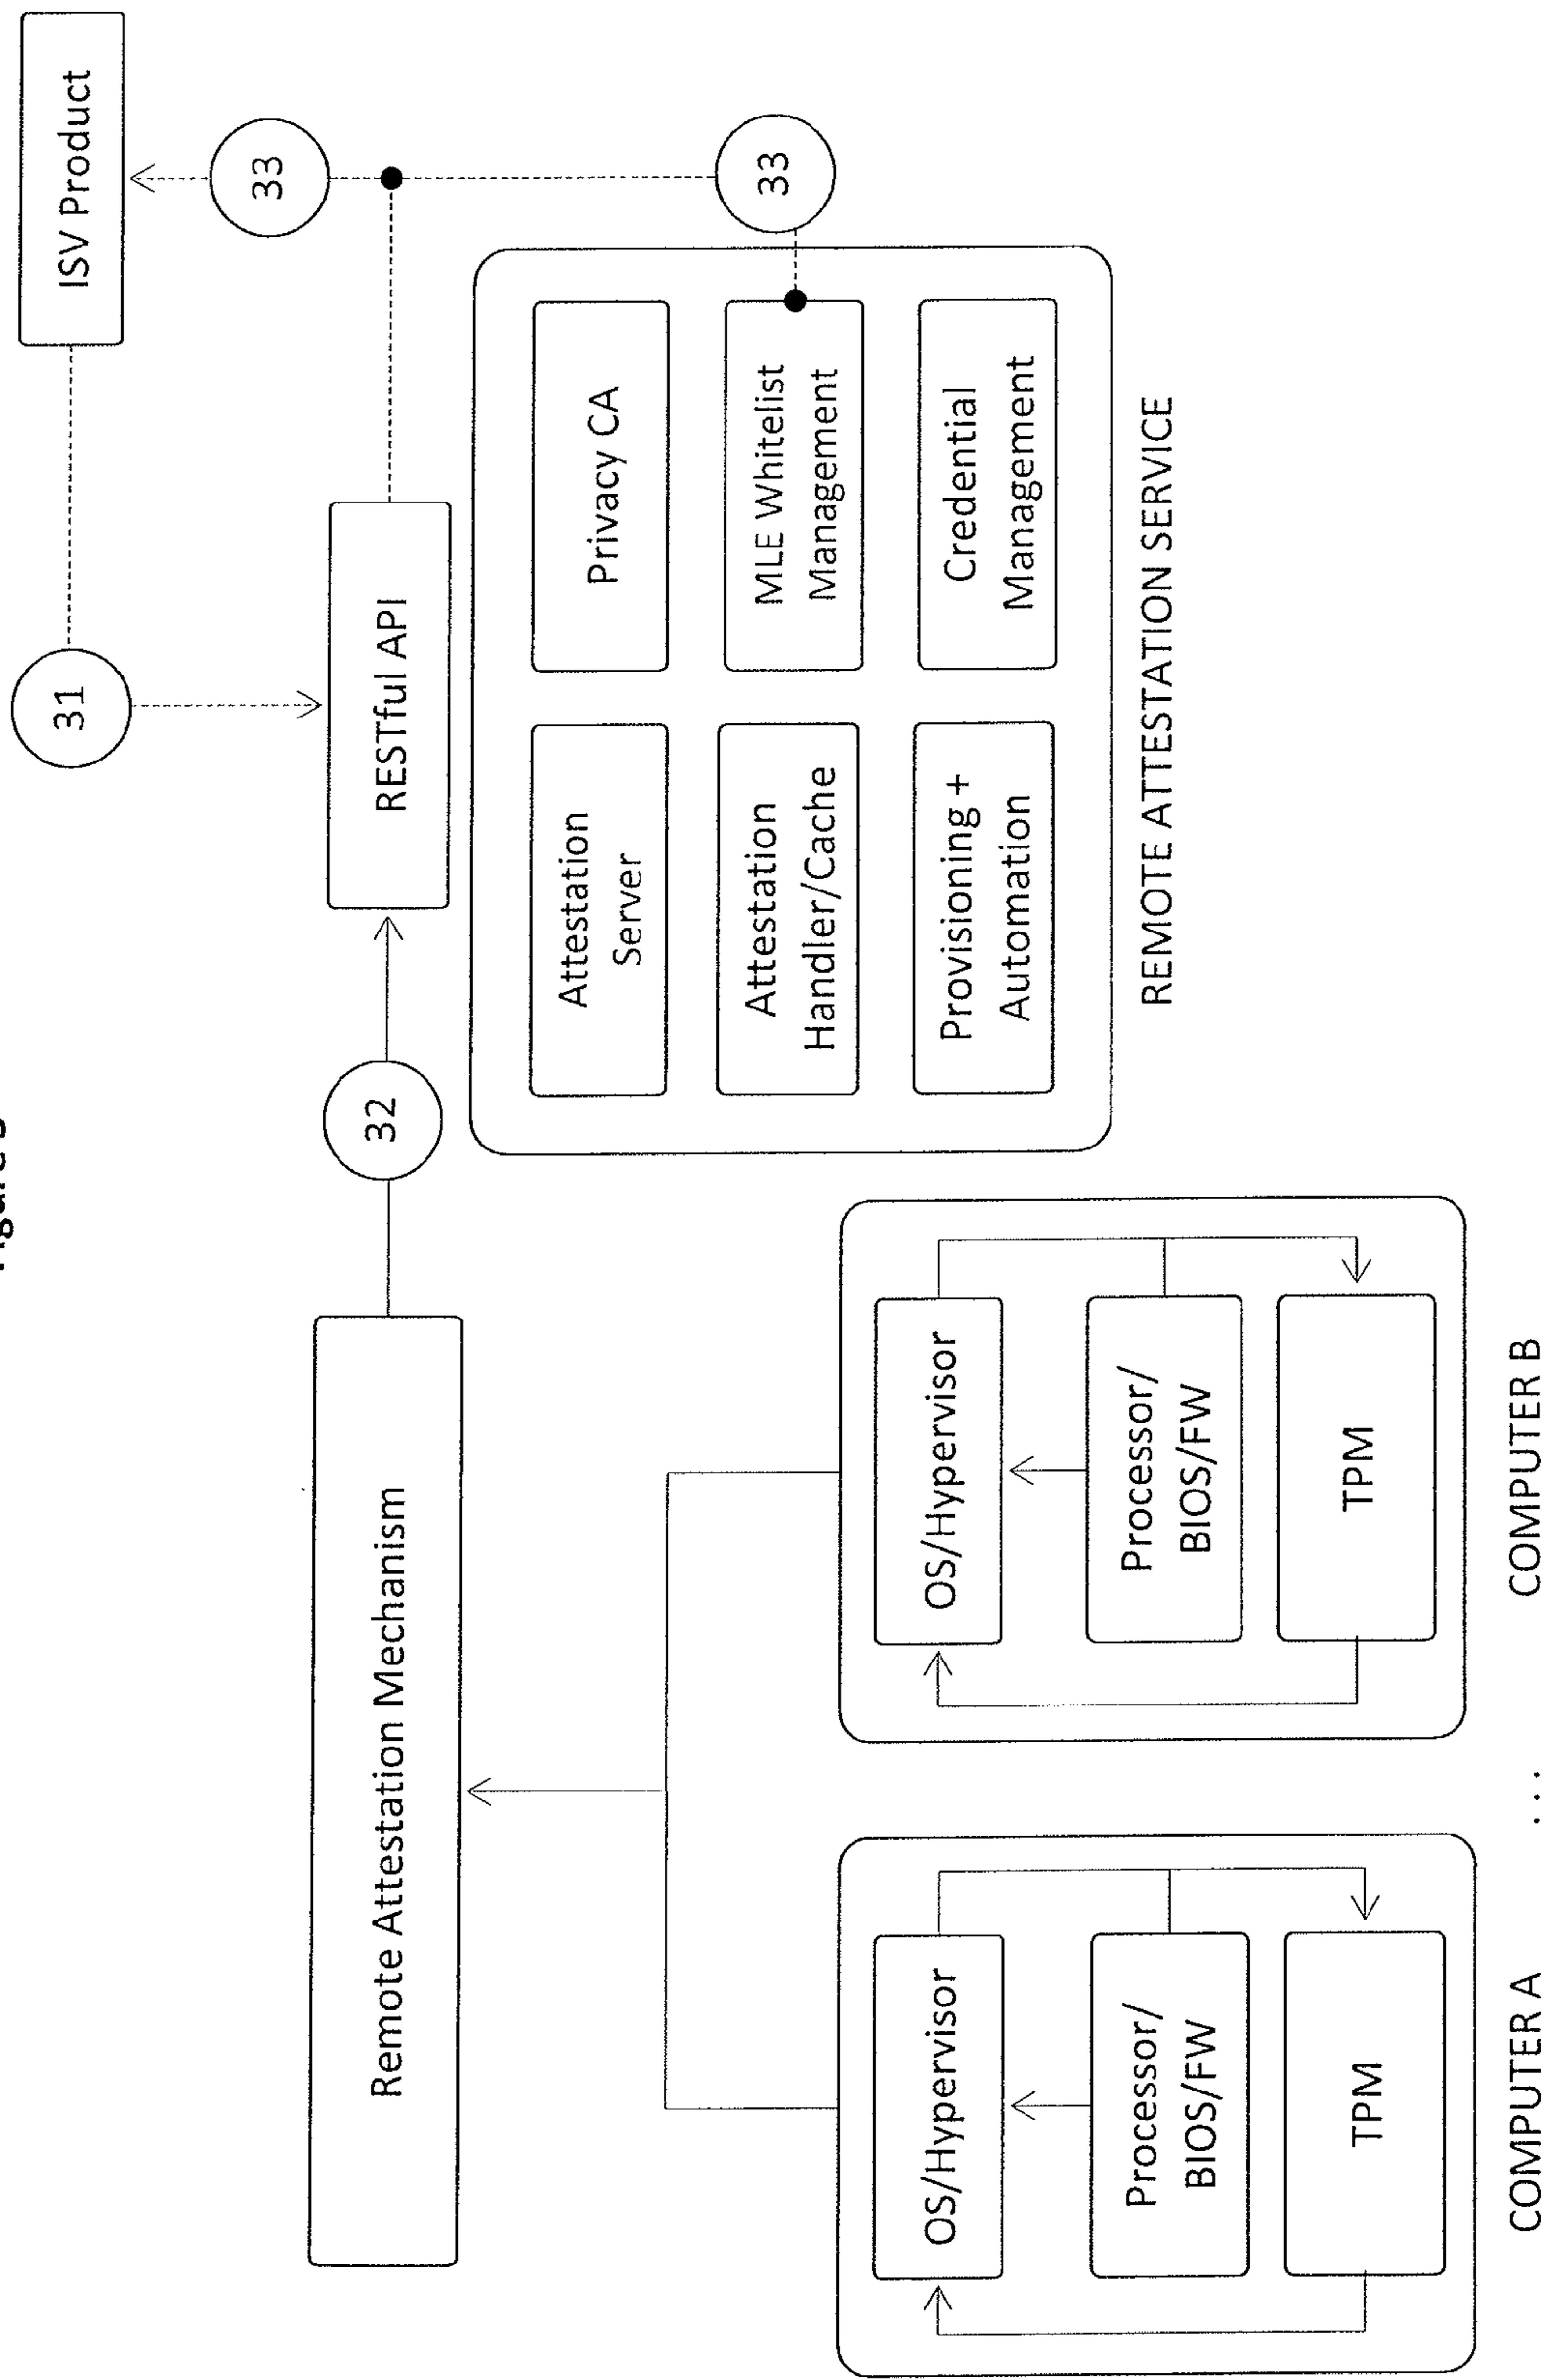 Figure
31
ISV Product
33
Remote Attestation Mechanism
32
RESTful API
Attestation
Server
Privacy CA
33
Attestation
Handler/Cache
MLE Whitelist
Management
Provisioning +
Automation
Credential
Management
REMOTE ATTESTATION SERVICE
OS/Hypervisor
Processor/
BIOS/FW
TPM
COMPUTER A
...
OS/Hypervisor
Processor/
BIOS/FW
TPM
COMPUTER B